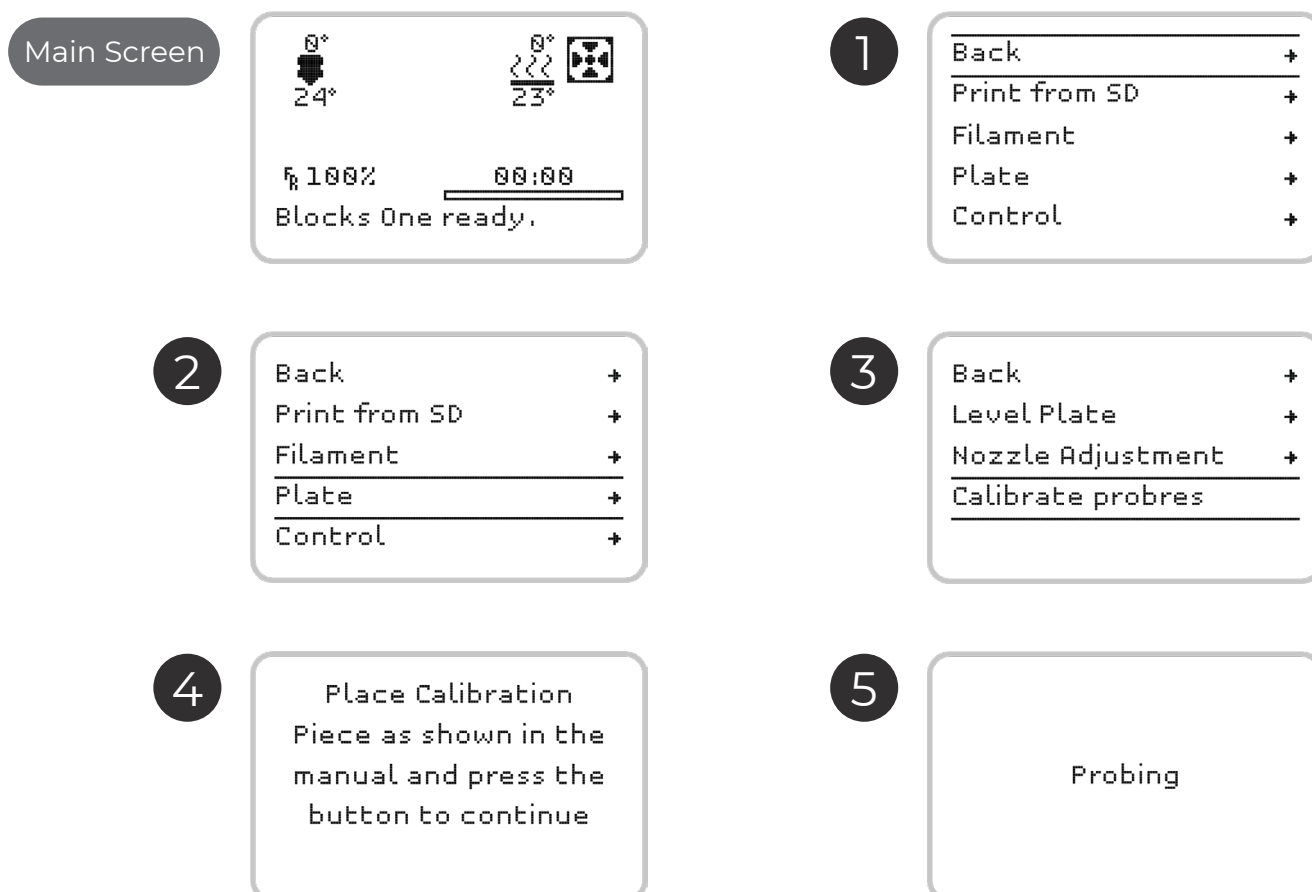 Main Screen
0°
0°
24°
23°
FR 100%
00:00
Blocks One ready.
1
Back
Print from SD
Filament
Plate
Control
2
Back
Print from SD
Filament
Plate
Control
3
Back
Level Plate
Nozzle Adjustment
Calibrate probres
4
Place Calibration
Piece as shown in the
manual and press the
button to continue
5
Probing